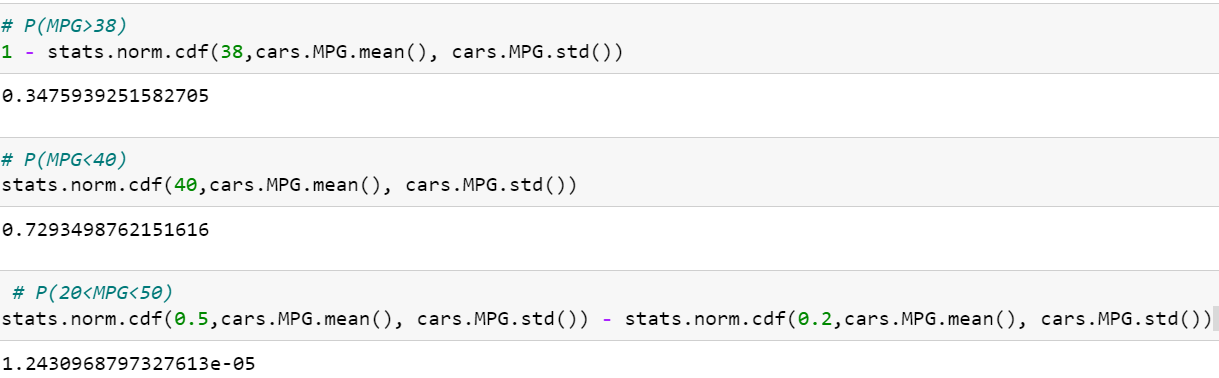 # P(MPG>38)
1 - stats.norm.cdf(38,cars.MPG.mean(), cars.MPG.std())
0.3475939251582705
# P(MPG<40)
stats.norm.cdf(40,cars.MPG.mean(), cars.MPG.std())
0.7293498762151616
# P(20<MPG<50)
stats.norm.cdf(0.5,cars.MPG.mean(), cars.MPG.std()) - stats.norm.cdf(0.2,cars.MPG.mean(), cars.MPG.std())
1.2430968797327613e-05